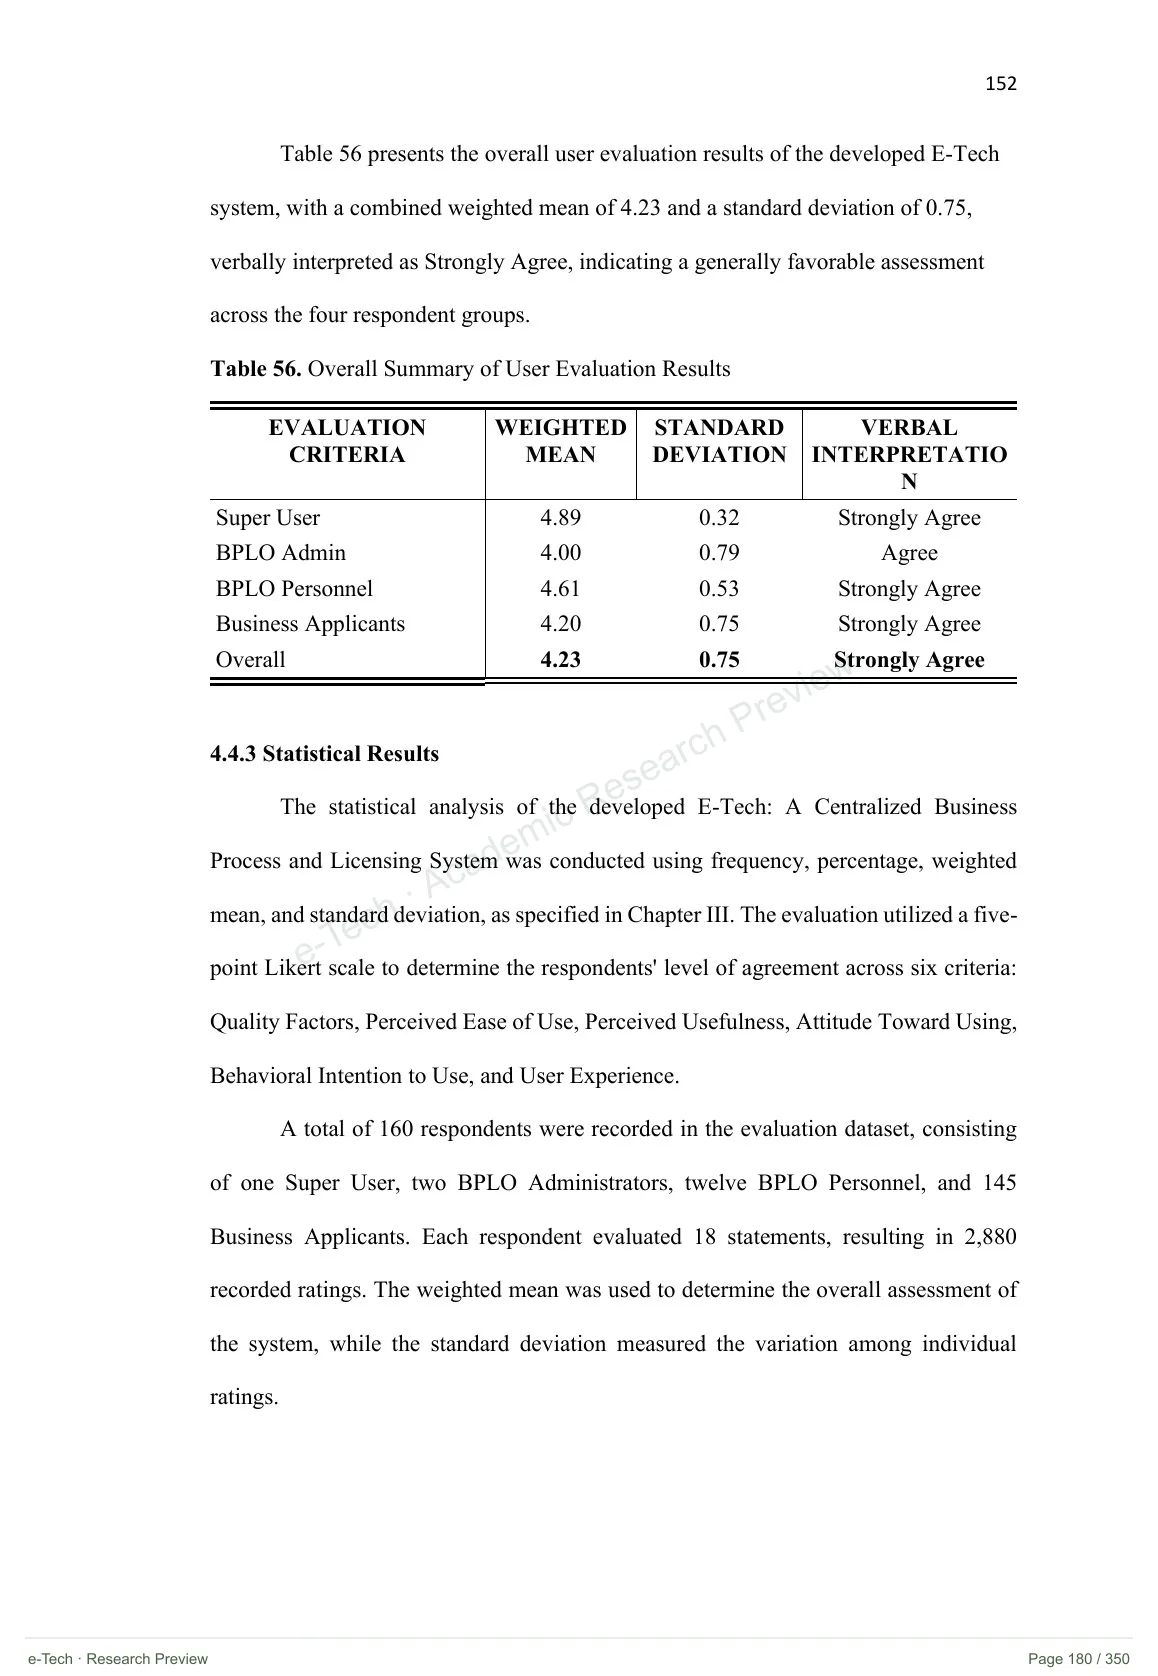 152
Table 56 presents the overall user evaluation results of the developed E-Tech
system, with a combined weighted mean of 4.23 and a standard deviation of 0.75,
verbally interpreted as Strongly Agree, indicating a generally favorable assessment
across the four respondent groups.
Table 56. Overall Summary of User Evaluation Results
EVALUATION CRITERIA WEIGHTED MEAN STANDARD DEVIATION VERBAL INTERPRETATIO N
Super User 4.89 0.32 Strongly Agree
BPLO Admin 4.00 0.79 Agree
BPLO Personnel 4.61 0.53 Strongly Agree
Business Applicants 4.20 0.75 Strongly Agree
Overall 4.23 0.75 Strongly Agree
4.4.3 Statistical Results
The statistical analysis of the developed E-Tech: A Centralized Business
Process and Licensing System was conducted using frequency, percentage, weighted
mean, and standard deviation, as specified in Chapter III. The evaluation utilized a five-
point Likert scale to determine the respondents' level of agreement across six criteria:
Quality Factors, Perceived Ease of Use, Perceived Usefulness, Attitude Toward Using,
Behavioral Intention to Use, and User Experience.
A total of 160 respondents were recorded in the evaluation dataset, consisting
of one Super User, two BPLO Administrators, twelve BPLO Personnel, and 145
Business Applicants. Each respondent evaluated 18 statements, resulting in 2,880
recorded ratings. The weighted mean was used to determine the overall assessment of
the system, while the standard deviation measured the variation among individual
ratings.
e-Tech · Academic Research Preview
e-Tech · Research Preview Page 180 / 350